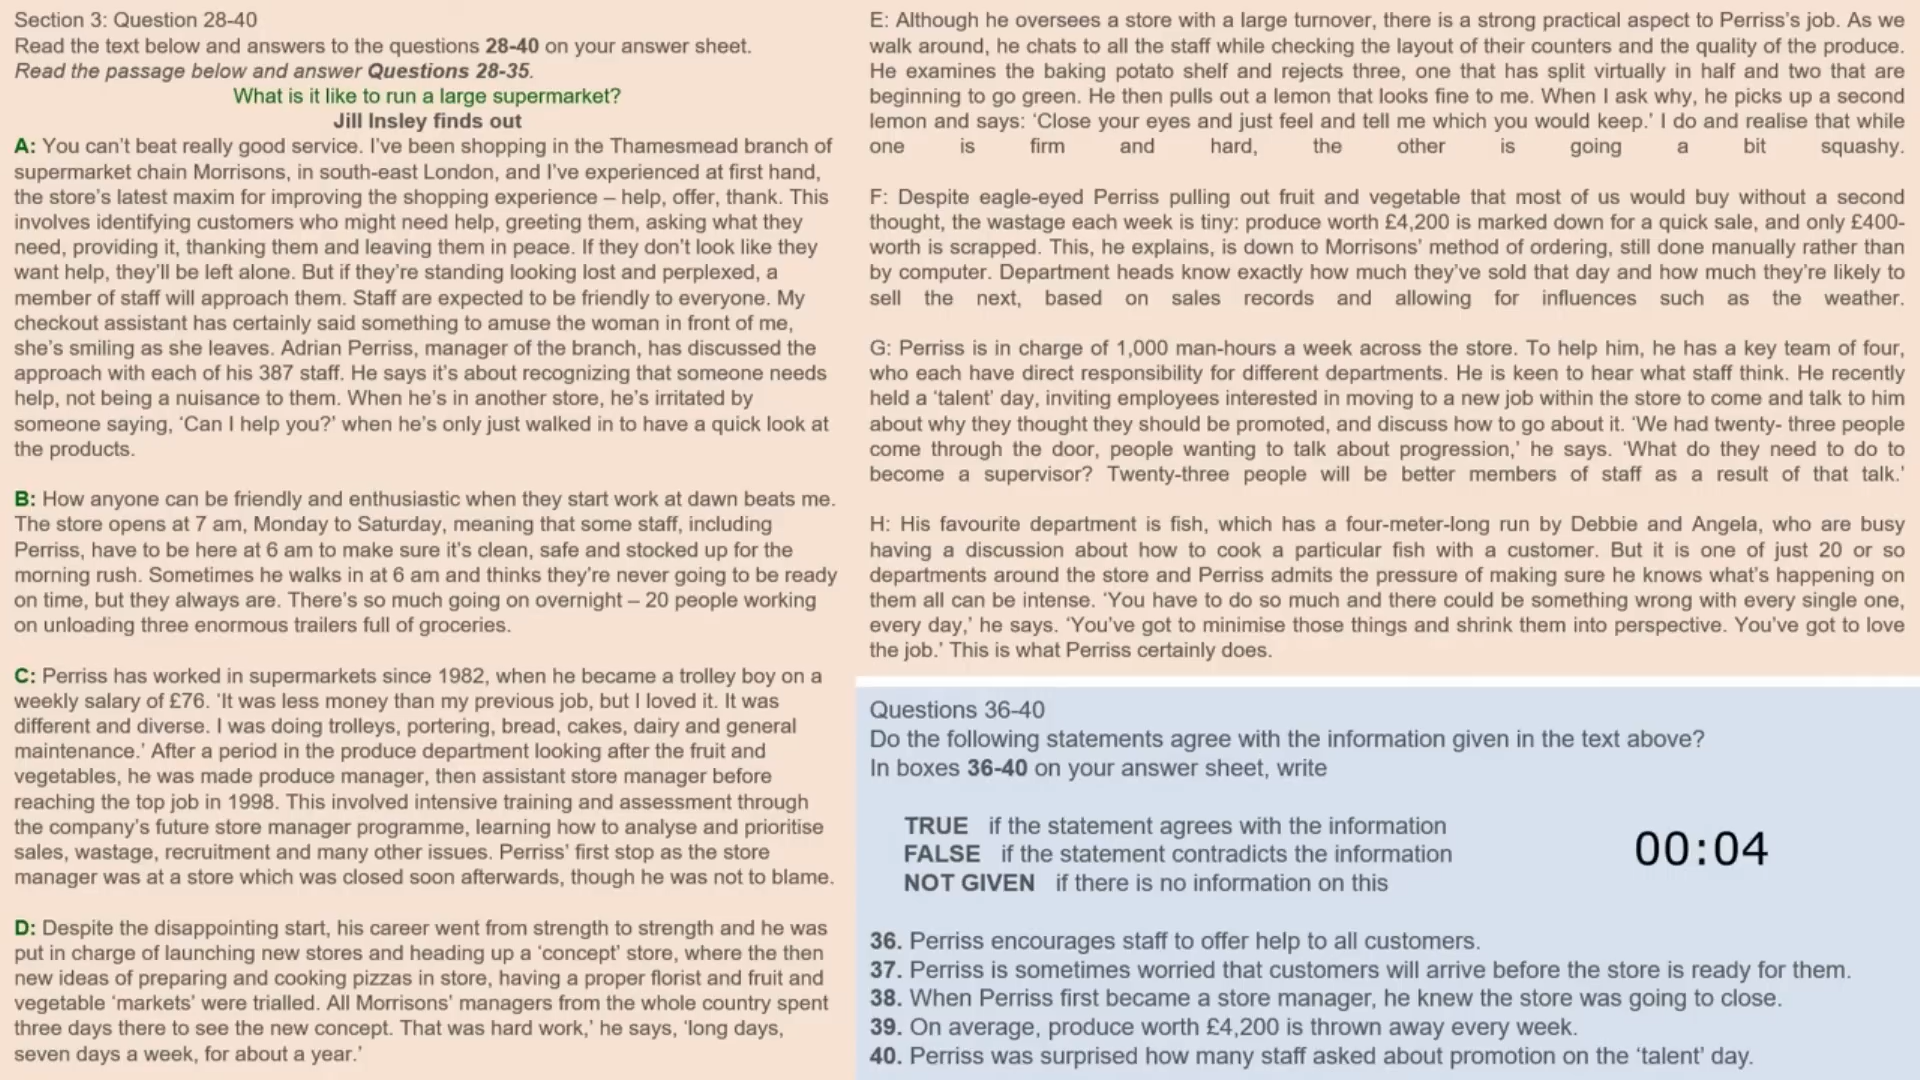 Section 3: Question 28-40
Read the text below and answers to the questions 28-40 on your answer sheet.
Read the passage below and answer Questions 28-35.
What is it like to run a large supermarket?
Jill Insley finds out
A: You can't beat really good service. I've been shopping in the Thamesmead branch of
supermarket chain Morrisons, in south-east London, and I've experienced at first hand,
the store's latest maxim for improving the shopping experience – help, offer, thank. This
involves identifying customers who might need help, greeting them, asking what they
need, providing it, thanking them and leaving them in peace. If they don't look like they
want help, they'll be left alone. But if they're standing looking lost and perplexed, a
member of staff will approach them. Staff are expected to be friendly to everyone. My
checkout assistant has certainly said something to amuse the woman in front of me,
she's smiling as she leaves. Adrian Perriss, manager of the branch, has discussed the
approach with each of his 387 staff. He says it's about recognizing that someone needs
help, not being a nuisance to them. When he's in another store, he's irritated by
someone saying, 'Can I help you?' when he's only just walked in to have a quick look at
the products.
B: How anyone can be friendly and enthusiastic when they start work at dawn beats me.
The store opens at 7 am, Monday to Saturday, meaning that some staff, including
Perriss, have to be here at 6 am to make sure it's clean, safe and stocked up for the
morning rush. Sometimes he walks in at 6 am and thinks they're never going to be ready
on time, but they always are. There's so much going on overnight – 20 people working
on unloading three enormous trailers full of groceries.
C: Perriss has worked in supermarkets since 1982, when he became a trolley boy on a
weekly salary of £76. 'It was less money than my previous job, but I loved it. It was
different and diverse. I was doing trolleys, portering, bread, cakes, dairy and general
maintenance.' After a period in the produce department looking after the fruit and
vegetables, he was made produce manager, then assistant store manager before
reaching the top job in 1998. This involved intensive training and assessment through
the company's future store manager programme, learning how to analyse and prioritise
sales, wastage, recruitment and many other issues. Perriss' first stop as the store
manager was at a store which was closed soon afterwards, though he was not to blame.
D: Despite the disappointing start, his career went from strength to strength and he was
put in charge of launching new stores and heading up a 'concept' store, where the then
new ideas of preparing and cooking pizzas in store, having a proper florist and fruit and
vegetable 'markets' were trialled. All Morrisons' managers from the whole country spent
three days there to see the new concept. That was hard work,' he says, 'long days,
seven days a week, for about a year.'
E: Although he oversees a store with a large turnover, there is a strong practical aspect to Perriss's job. As we
walk around, he chats to all the staff while checking the layout of their counters and the quality of the produce.
He examines the baking potato shelf and rejects three, one that has split virtually in half and two that are
beginning to go green. He then pulls out a lemon that looks fine to me. When I ask why, he picks up a second
lemon and says: 'Close your eyes and just feel and tell me which you would keep.' I do and realise that while
one is firm and hard, the other is going a bit squashy.
F: Despite eagle-eyed Perriss pulling out fruit and vegetable that most of us would buy without a second
thought, the wastage each week is tiny: produce worth £4,200 is marked down for a quick sale, and only £400-
worth is scrapped. This, he explains, is down to Morrisons' method of ordering, still done manually rather than
by computer. Department heads know exactly how much they've sold that day and how much they're likely to
sell the next, based on sales records and allowing for influences such as the weather.
G: Perriss is in charge of 1,000 man-hours a week across the store. To help him, he has a key team of four,
who each have direct responsibility for different departments. He is keen to hear what staff think. He recently
held a 'talent' day, inviting employees interested in moving to a new job within the store to come and talk to him
about why they thought they should be promoted, and discuss how to go about it. 'We had twenty- three people
come through the door, people wanting to talk about progression,' he says. 'What do they need to do to
become a supervisor? Twenty-three people will be better members of staff as a result of that talk.'
H: His favourite department is fish, which has a four-meter-long run by Debbie and Angela, who are busy
having a discussion about how to cook a particular fish with a customer. But it is one of just 20 or so
departments around the store and Perriss admits the pressure of making sure he knows what's happening on
them all can be intense. 'You have to do so much and there could be something wrong with every single one,
every day,' he says. 'You've got to minimise those things and shrink them into perspective. You've got to love
the job.' This is what Perriss certainly does.
Questions 36-40
Do the following statements agree with the information given in the text above?
In boxes 36-40 on your answer sheet, write
TRUE if the statement agrees with the information
FALSE if the statement contradicts the information
NOT GIVEN if there is no information on this
00:04
36. Perriss encourages staff to offer help to all customers.
37. Perriss is sometimes worried that customers will arrive before the store is ready for them.
38. When Perriss first became a store manager, he knew the store was going to close.
39. On average, produce worth £4,200 is thrown away every week.
40. Perriss was surprised how many staff asked about promotion on the 'talent' day.